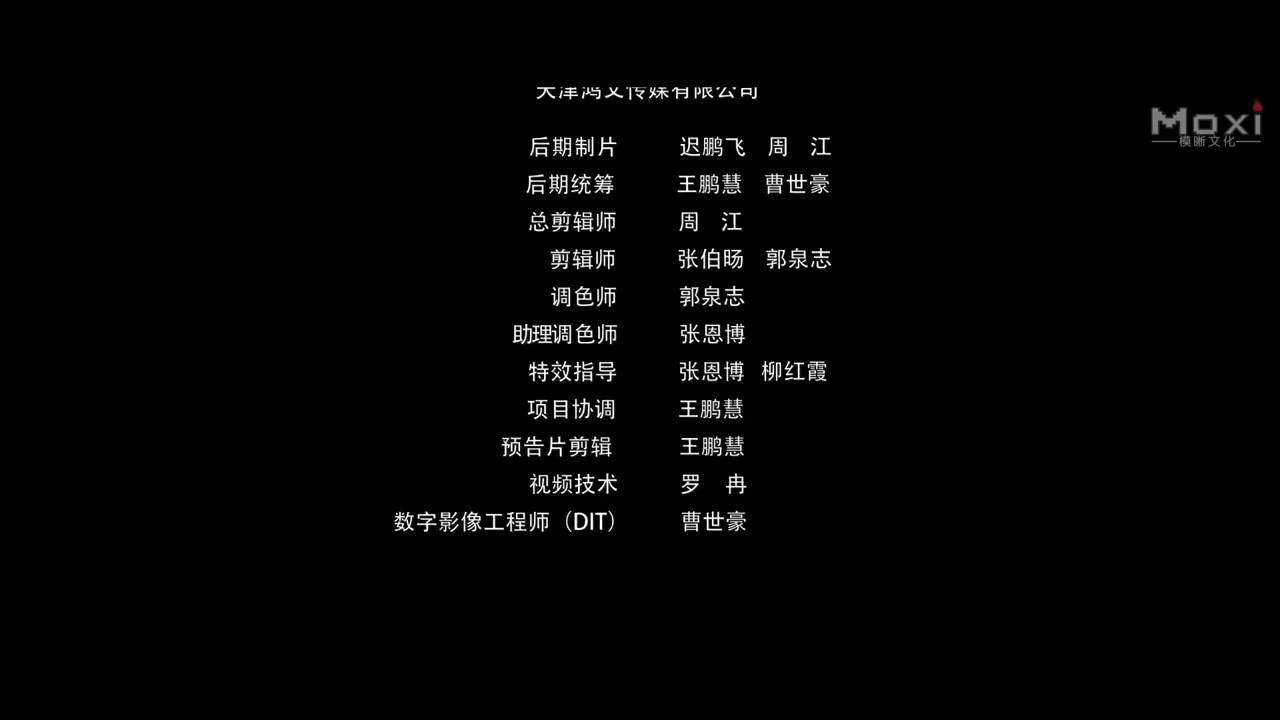 天津鸿文传媒有限公司
后期制片 迟鹏飞 周 江
后期统筹 王鹏慧 曹世豪
总剪辑师 周 江
剪辑师 张伯旸 郭泉志
调色师 郭泉志
助理调色师 张恩博
特效指导 张恩博 柳红霞
项目协调 王鹏慧
预告片剪辑 王鹏慧
视频技术 罗 冉
数字影像工程师（DIT） 曹世豪
Moxi
模晰文化